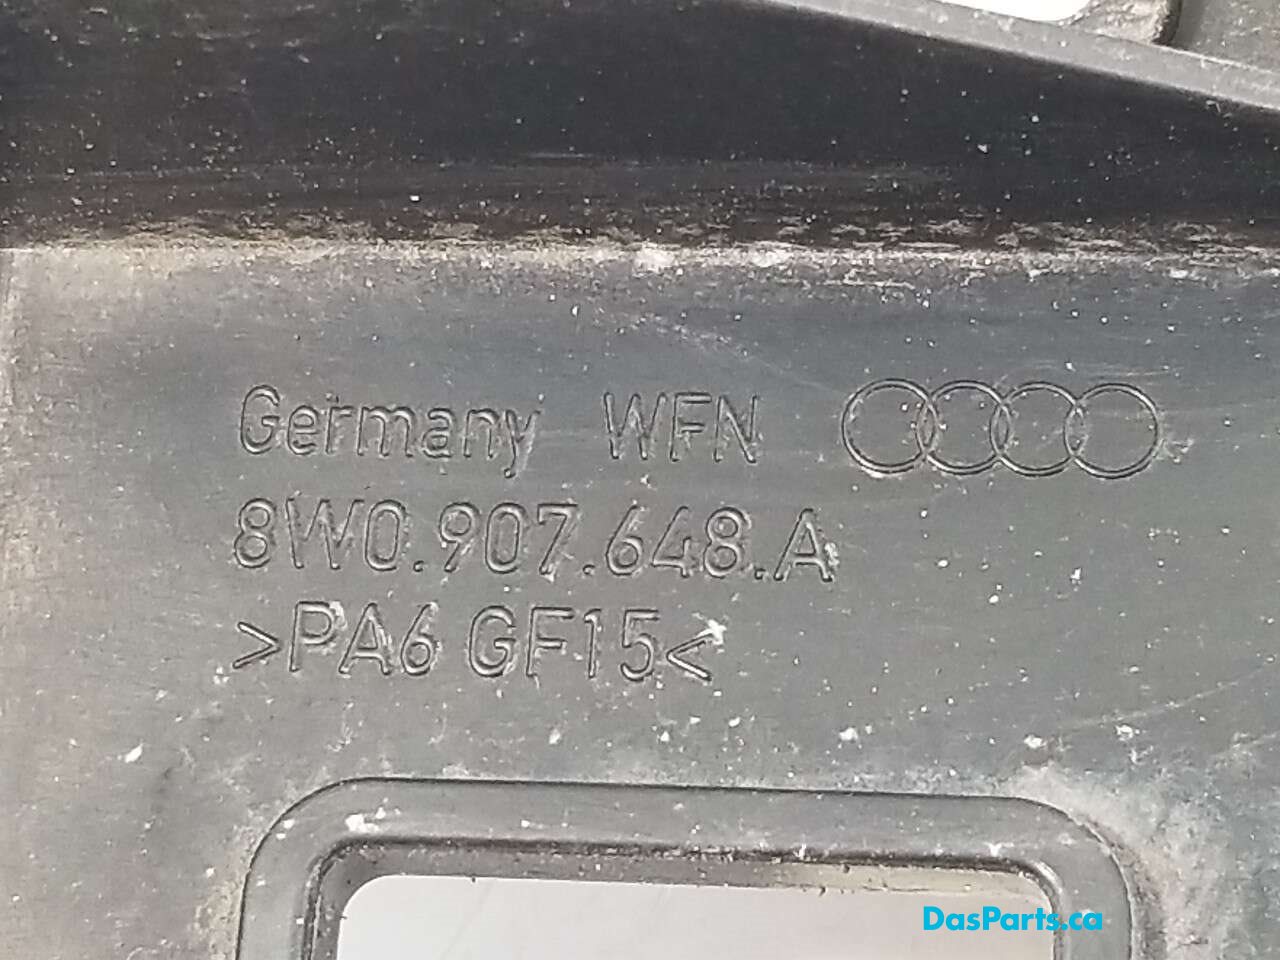 Germany WFN
8W0.907.648.A
>PA6 GF15<
DasParts.ca